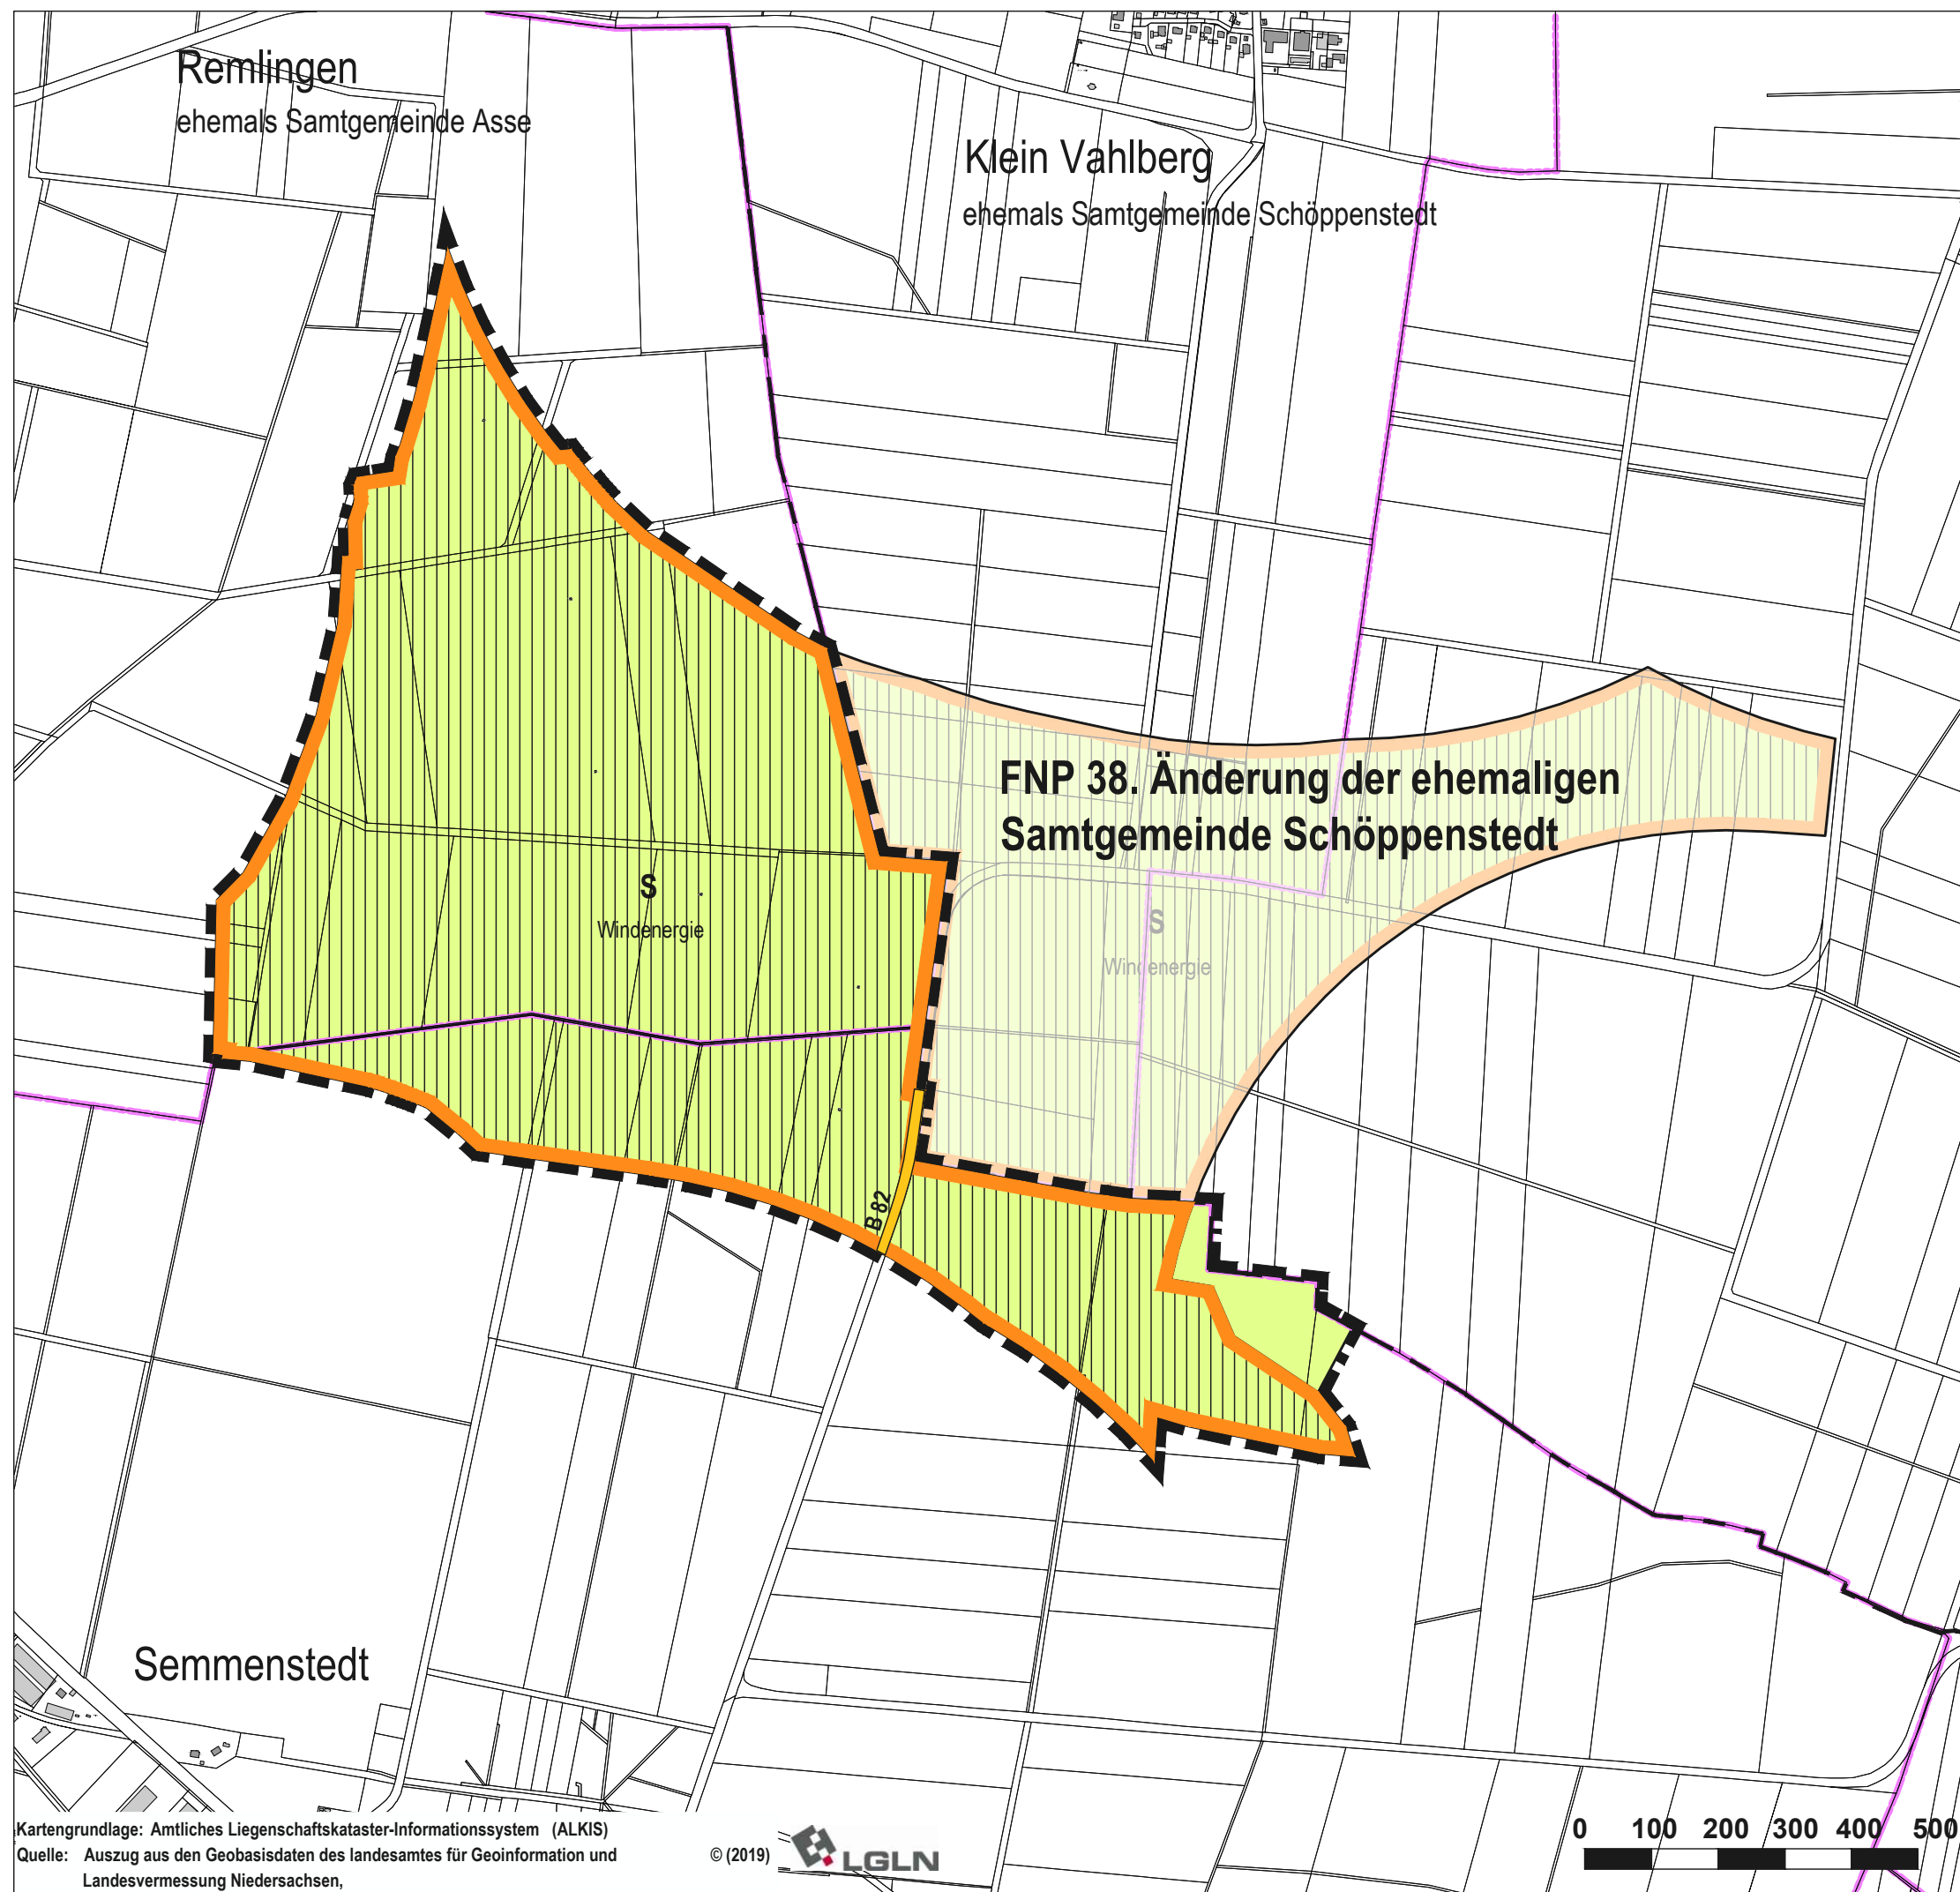 Remlingen
ehemals Samtgemeinde Asse
Klein Vahlberg
ehemals Samtgemeinde Schöppenstedt
FNP 38. Änderung der ehemaligen
Samtgemeinde Schöppenstedt
S
Windenergie
S
Windenergie
B 82
Semmenstedt
Kartengrundlage: Amtliches Liegenschaftskataster-Informationssystem (ALKIS)
Quelle: Auszug aus den Geobasisdaten des landesamtes für Geoinformation und
Landesvermessung Niedersachsen,
© (2019)
LGLN
0 100 200 300 400 500